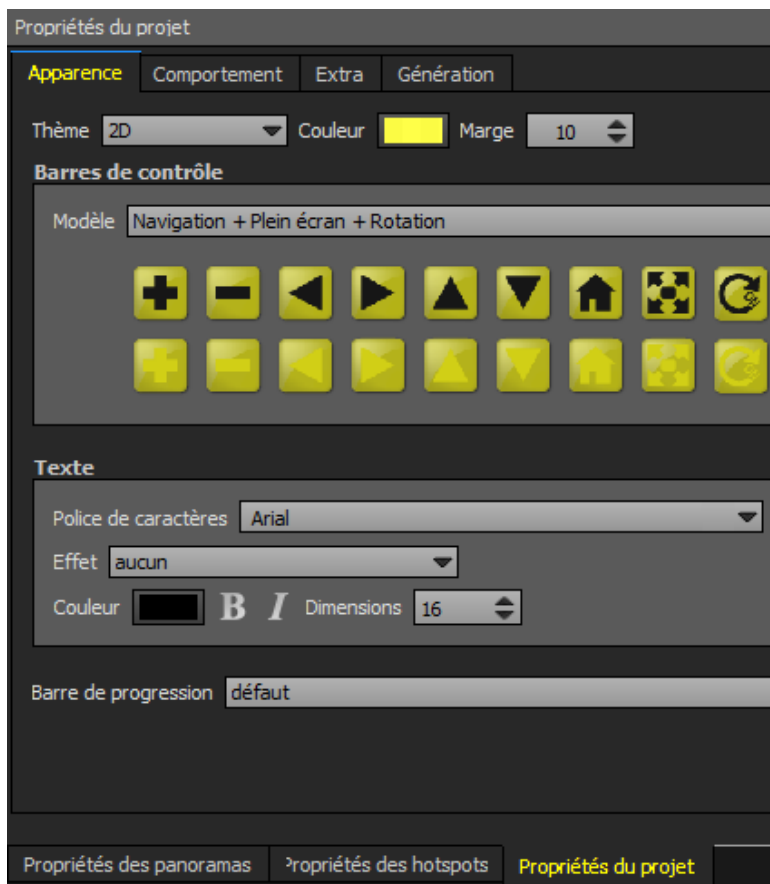 Propriétés du projet
Apparence Comportement Extra Génération
Thème 2D Couleur Marge 10
Barres de contrôle
Modèle Navigation + Plein écran + Rotation
Texte
Police de caractères Arial
Effet aucun
Couleur B I Dimensions 16
Barre de progression défaut
Propriétés des panoramas Propriétés des hotspots Propriétés du projet